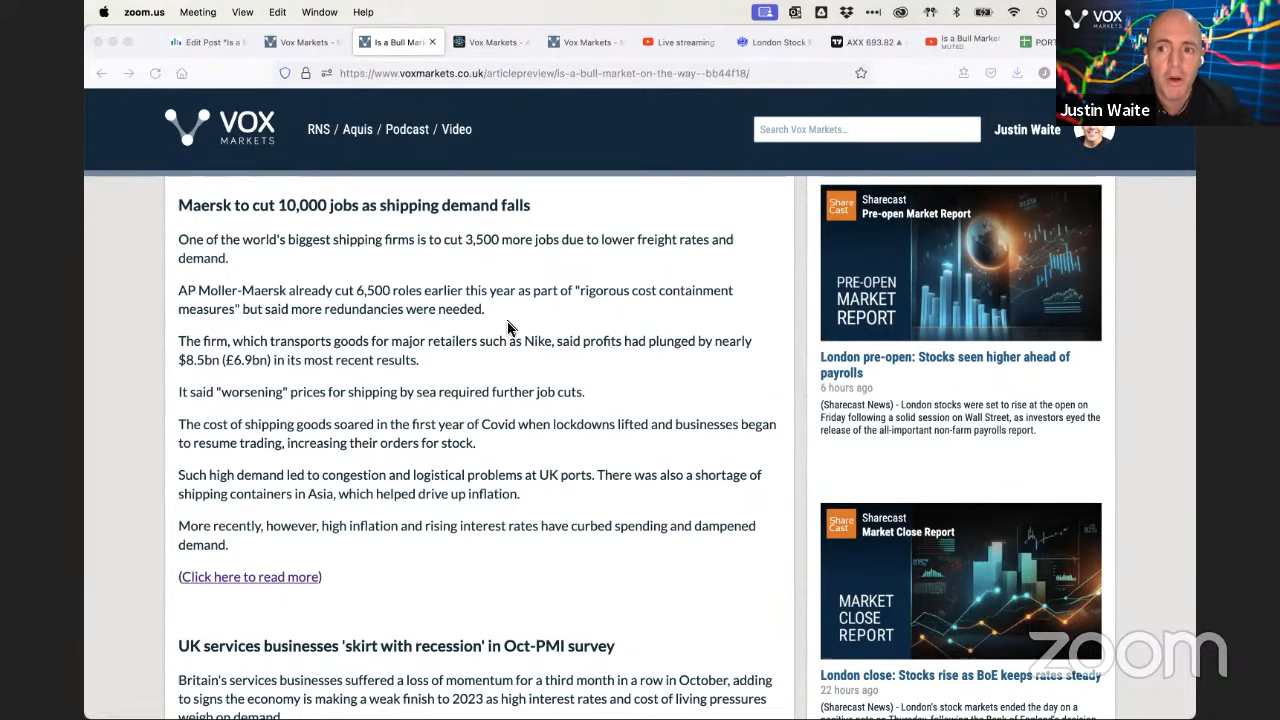 zoom.us Meeting View Edit Window Help
Edit Post "Is a B
Vox Markets – M
Is a Bull Mark
Vox Markets - A
Vox Markets -
Live streaming
London Stock E
AXX 693.82
Is a Bull Market
MUTED
PORT
https://www.voxmarkets.co.uk/articlepreview/is-a-bull-market-on-the-way--bb44f18/
VOX
MARKETS
Justin Waite
VOX
MARKETS
RNS / Aquis / Podcast / Video
Search Vox Markets...
Justin Waite
Maersk to cut 10,000 jobs as shipping demand falls
One of the world's biggest shipping firms is to cut 3,500 more jobs due to lower freight rates and
demand.
AP Moller-Maersk already cut 6,500 roles earlier this year as part of "rigorous cost containment
measures" but said more redundancies were needed.
The firm, which transports goods for major retailers such as Nike, said profits had plunged by nearly
$8.5bn (£6.9bn) in its most recent results.
It said "worsening" prices for shipping by sea required further job cuts.
The cost of shipping goods soared in the first year of Covid when lockdowns lifted and businesses began
to resume trading, increasing their orders for stock.
Such high demand led to congestion and logistical problems at UK ports. There was also a shortage of
shipping containers in Asia, which helped drive up inflation.
More recently, however, high inflation and rising interest rates have curbed spending and dampened
demand.
(Click here to read more)
UK services businesses 'skirt with recession' in Oct-PMI survey
Britain's services businesses suffered a loss of momentum for a third month in a row in October, adding
to signs the economy is making a weak finish to 2023 as high interest rates and cost of living pressures
weigh on demand
Share
Cast
Sharecast
Pre-open Market Report
PRE-OPEN
MARKET
REPORT
London pre-open: Stocks seen higher ahead of
payrolls
6 hours ago
(Sharecast News) - London stocks were set to rise at the open on
Friday following a solid session on Wall Street, as investors eyed the
release of the all-important non-farm payrolls report.
Share
Cast
Sharecast
Market Close Report
MARKET
CLOSE
REPORT
London close: Stocks rise as BoE keeps rates steady
22 hours ago
(Sharecast News) - London's stock markets ended the day on a
zoom